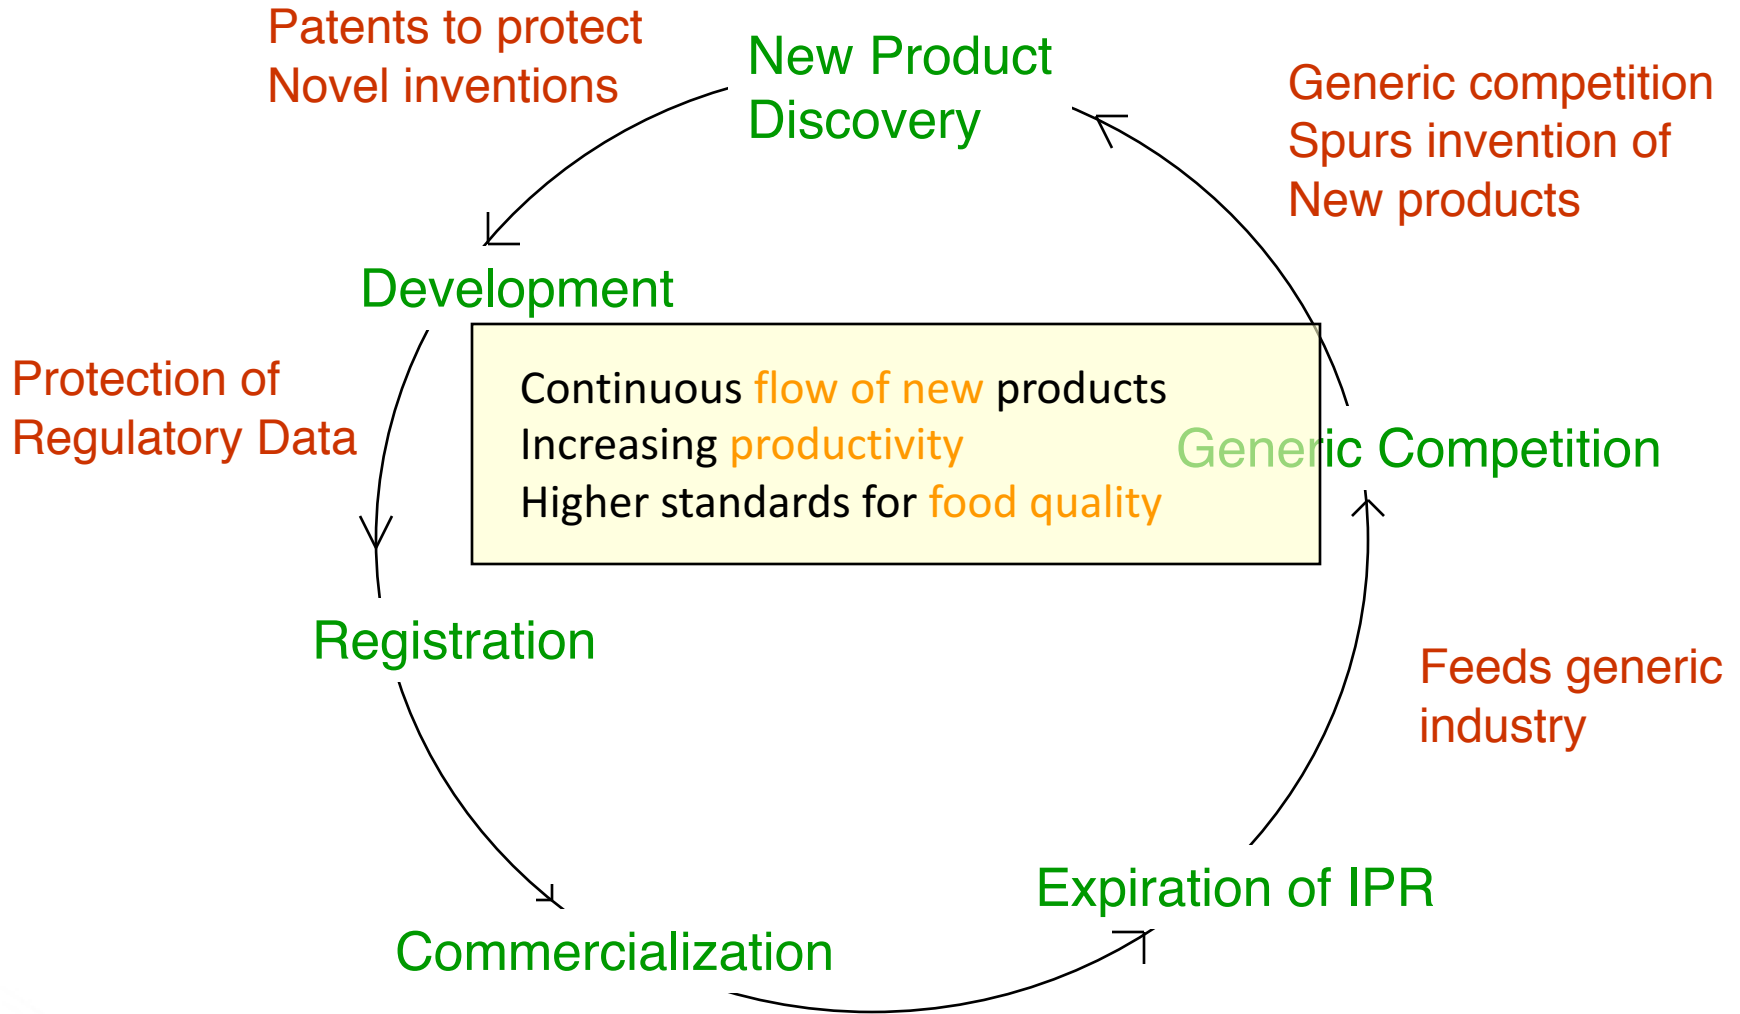 Patents to protect
Novel inventions
New Product
Discovery
Generic competition
Spurs invention of
New products
Development
Protection of
Regulatory Data
Continuous flow of new products
Increasing productivity
Higher standards for food quality
Generic Competition
Registration
Feeds generic
industry
Expiration of IPR
Commercialization